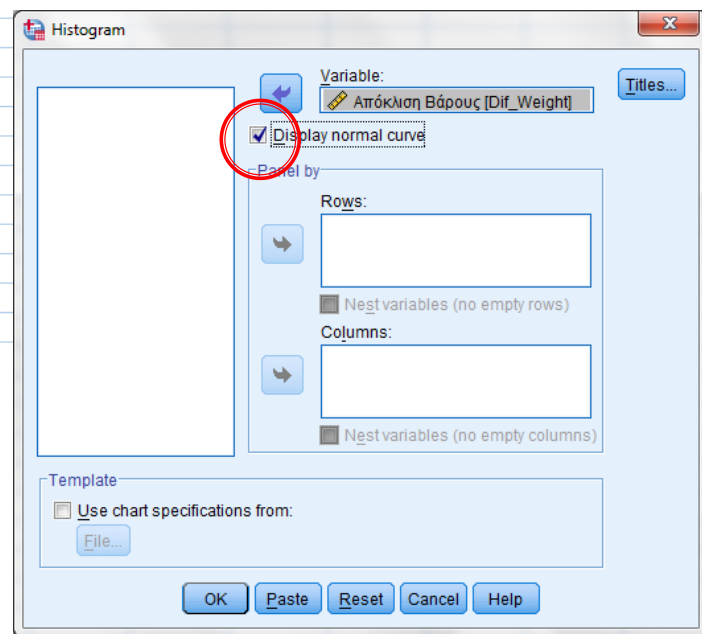 Histogram
Variable:
Απόκλιση Βάρους [Dif_Weight]
Titles...
Display normal curve
Panel by
Rows:
Nest variables (no empty rows)
Columns:
Nest variables (no empty columns)
Template
Use chart specifications from:
File...
OK Paste Reset Cancel Help